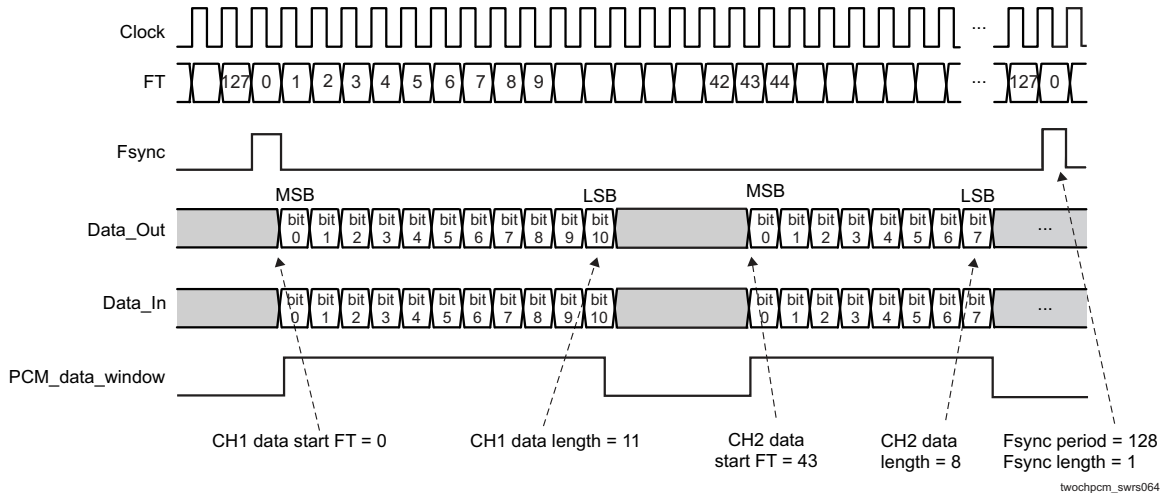 Clock ...
FT 127 0 1 2 3 4 5 6 7 8 9 42 43 44 ... 127 0
Fsync
MSB LSB MSB LSB
Data_Out bit 0 bit 1 bit 2 bit 3 bit 4 bit 5 bit 6 bit 7 bit 8 bit 9 bit 10 bit 0 bit 1 bit 2 bit 3 bit 4 bit 5 bit 6 bit 7 ...
Data_In bit 0 bit 1 bit 2 bit 3 bit 4 bit 5 bit 6 bit 7 bit 8 bit 9 bit 10 bit 0 bit 1 bit 2 bit 3 bit 4 bit 5 bit 6 bit 7 ...
PCM_data_window
CH1 data start FT = 0
CH1 data length = 11
CH2 data
start FT = 43
CH2 data
length = 8
Fsync period = 128
Fsync length = 1
twochpcm_swrs064